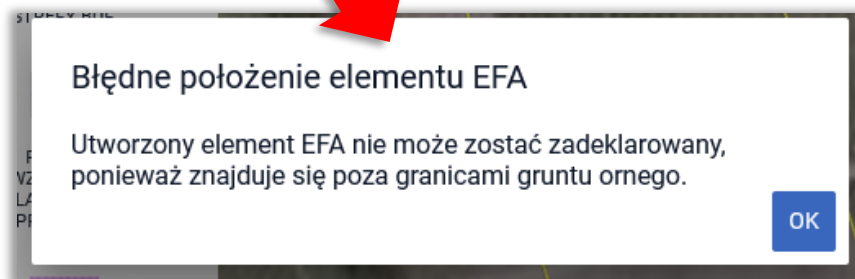 Błędne położenie elementu EFA
Utworzony element EFA nie może zostać zadeklarowany,
ponieważ znajduje się poza granicami gruntu ornego.
OK